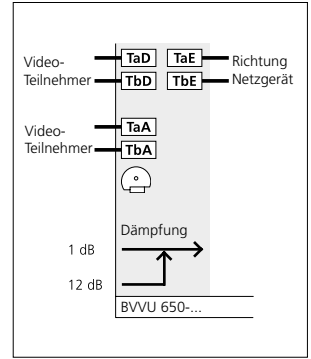 Video-
Teilnehmer
TaD
TbD
TaE
TbE
Richtung
Netzgerät
Video-
Teilnehmer
TaA
TbA
Dämpfung
1 dB
12 dB
BVVU 650-...